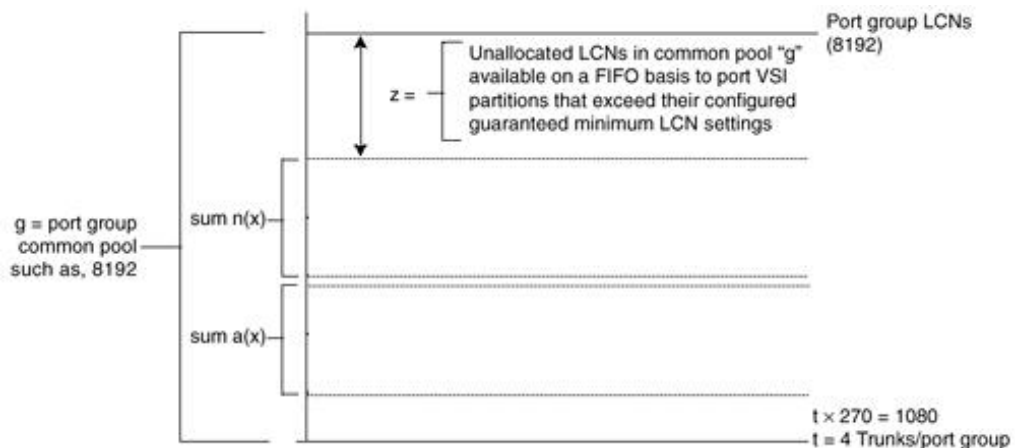 Port group LCNs
(8192)
Unallocated LCNs in common pool “g”
available on a FIFO basis to port VSI
partitions that exceed their configured
guaranteed minimum LCN settings
z =
sum n(x)
g = port group
common pool
such as, 8192
sum a(x)
t × 270 = 1080
t = 4 Trunks/port group